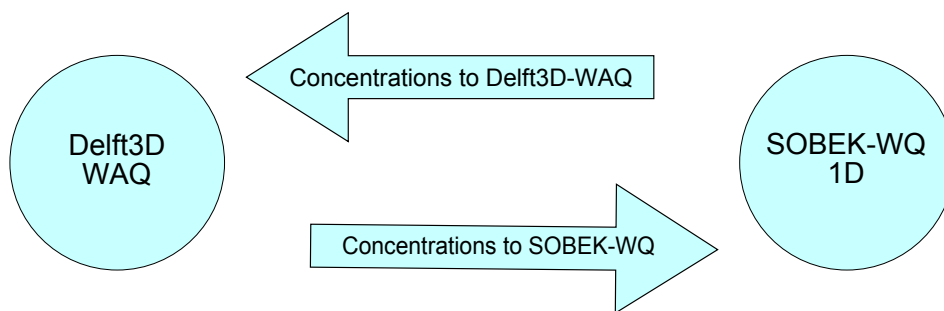 Concentrations to Delft3D-WAQ
Delft3D
WAQ
SOBEK-WQ
1D
Concentrations to SOBEK-WQ